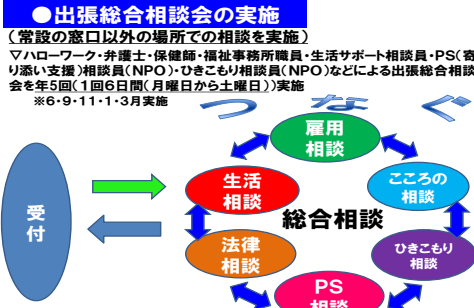 ●出張総合相談会の実施
（常設の窓口以外の場所での相談を実施）
▽ハローワーク・弁護士・保健師・福祉事務所職員・生活サポート相談員・PS（寄
り添い支援）相談員（NPO）・ひきこもり相談員（NPO）などによる出張総合相談
会を年5回（１回６日間（月曜日から土曜日））実施
※6・9・11・1・3月実施
つなぐ
雇用
相談
生活
相談
こころの
相談
受
付
総合相談
法律
相談
ひきこもり
相談
PS
相談